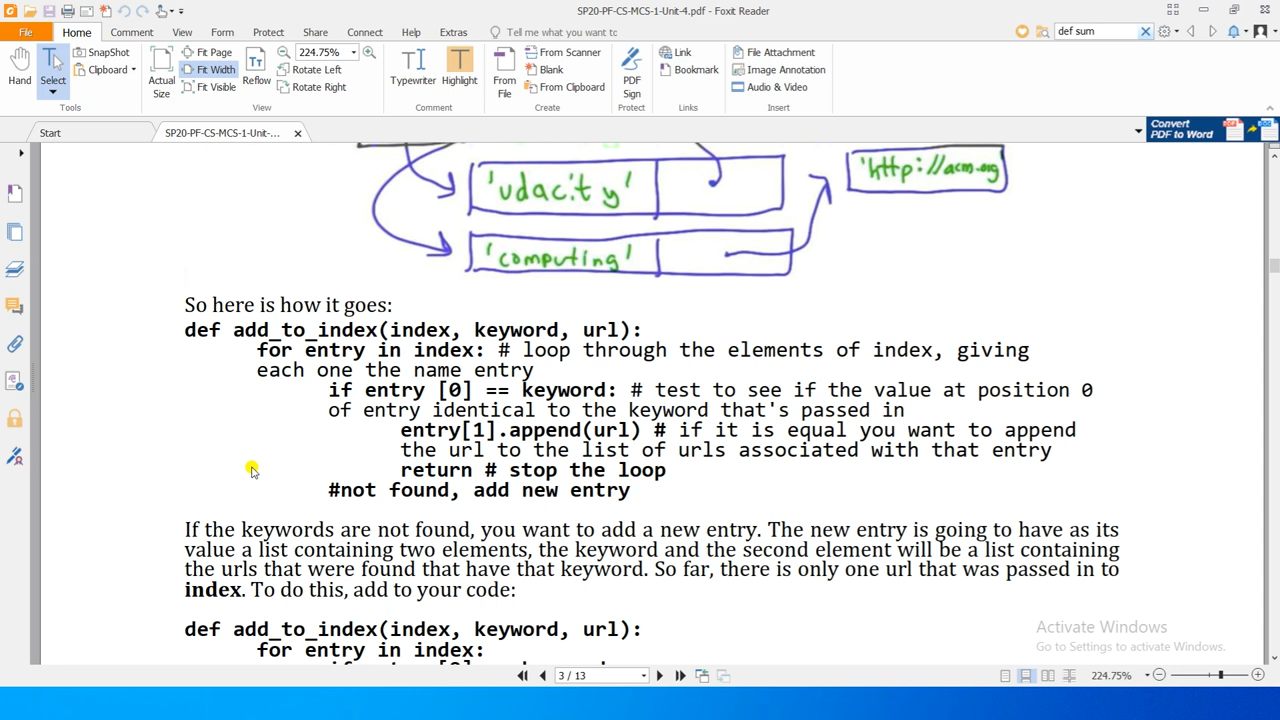 SP20-PF-CS-MCS-1-Unit-4.pdf - Foxit Reader
File Home Comment View Form Protect Share Connect Help Extras Tell me what you want tc def sum
Hand Select SnapShot Clipboard Actual Size Fit Page Fit Width Fit Visible Reflow 224.75% Rotate Left Rotate Right Typewriter Highlight From File From Scanner Blank From Clipboard PDF Sign Link Bookmark File Attachment Image Annotation Audio & Video
Tools View Comment Create Protect Links Insert
Start SP20-PF-CS-MCS-1-Unit-... Convert PDF to Word
'udacity' 'http://acm.org
'computing'
So here is how it goes:
def add_to_index(index, keyword, url):
for entry in index: # loop through the elements of index, giving
each one the name entry
if entry [0] == keyword: # test to see if the value at position 0
of entry identical to the keyword that's passed in
entry[1].append(url) # if it is equal you want to append
the url to the list of urls associated with that entry
return # stop the loop
#not found, add new entry
If the keywords are not found, you want to add a new entry. The new entry is going to have as its
value a list containing two elements, the keyword and the second element will be a list containing
the urls that were found that have that keyword. So far, there is only one url that was passed in to
index. To do this, add to your code:
def add_to_index(index, keyword, url):
for entry in index:
Activate Windows
Go to Settings to activate Windows.
3 / 13 224.75%